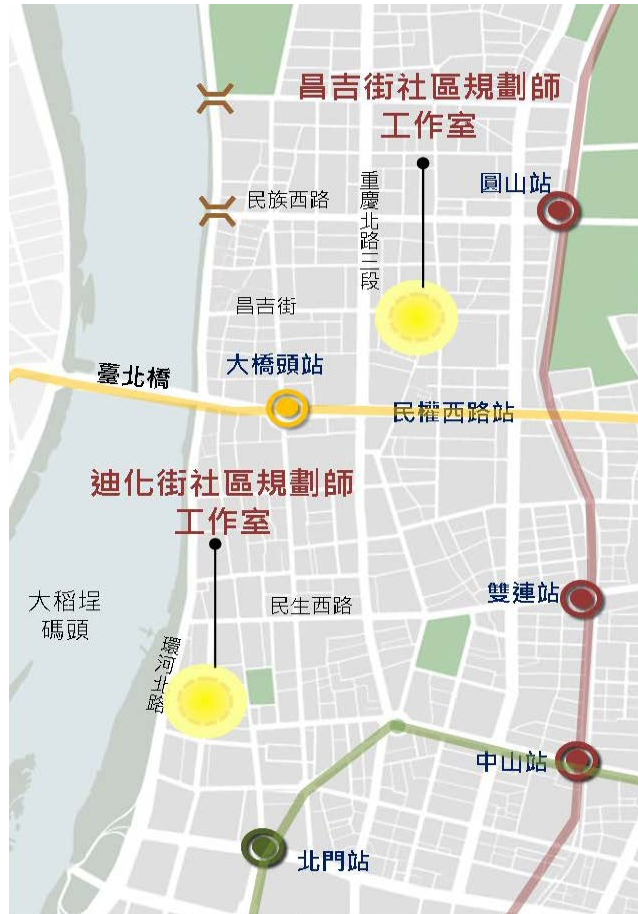 昌吉街社區規劃師
工作室
重慶北路三段
圓山站
民族西路
昌吉街
大橋頭站
臺北橋
民權西路站
迪化街社區規劃師
工作室
雙連站
大稻埕
碼頭
民生西路
環河北路
中山站
北門站